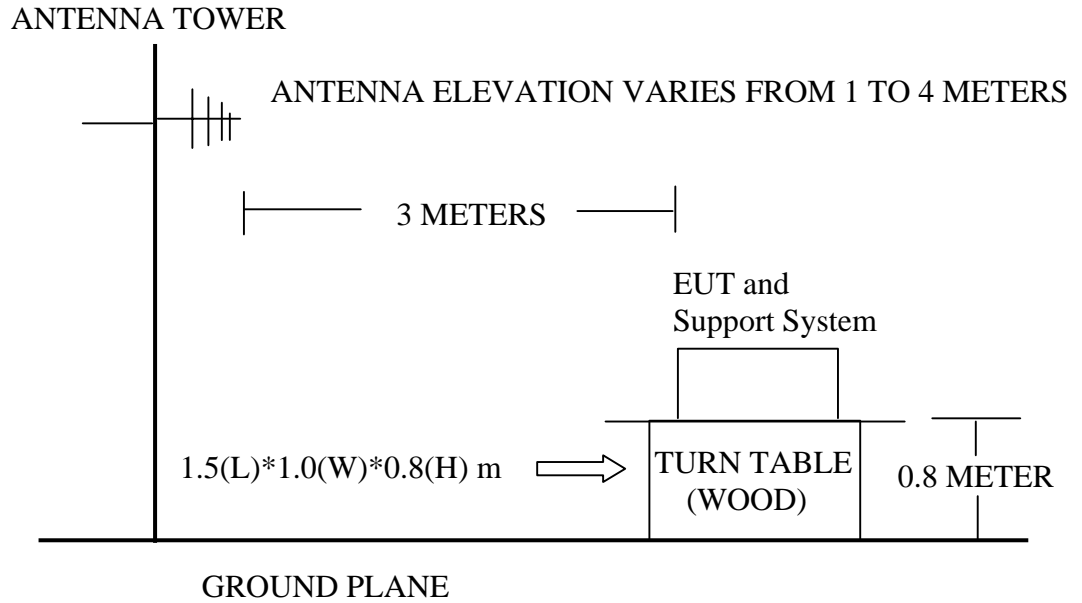 ANTENNA TOWER
ANTENNA ELEVATION VARIES FROM 1 TO 4 METERS
3 METERS
EUT and
Support System
1.5(L)*1.0(W)*0.8(H) m
TURN TABLE
(WOOD)
0.8 METER
GROUND PLANE